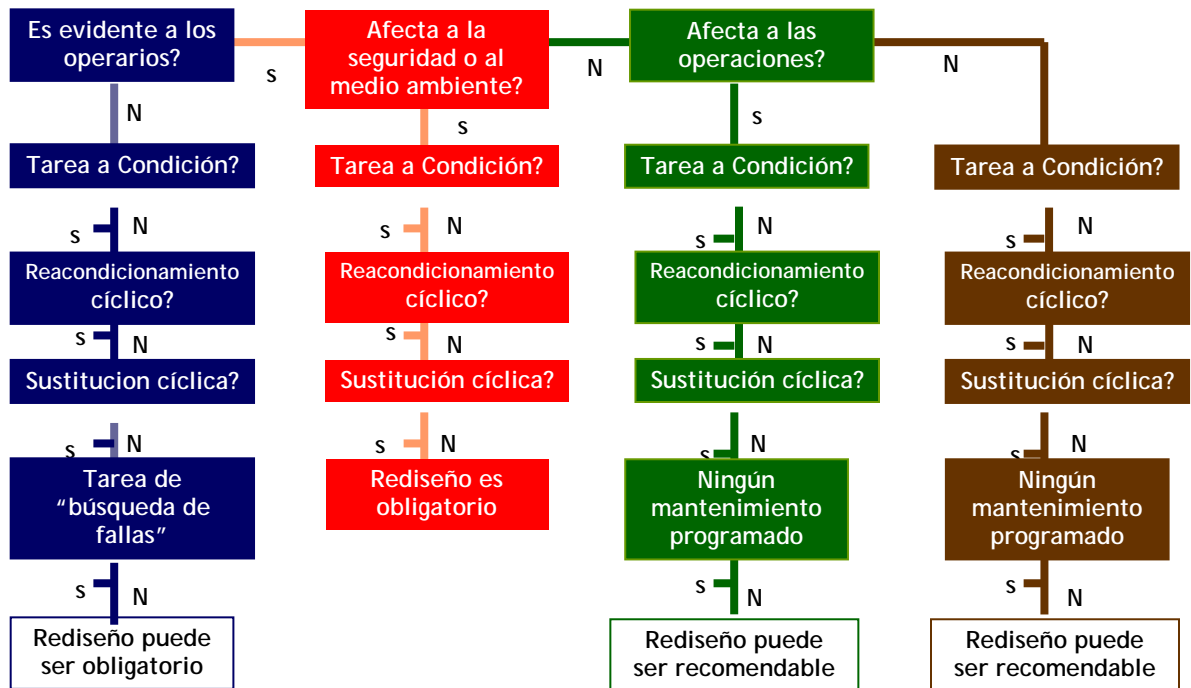 Es evidente a los
operarios?
s
Afecta a la
seguridad o al
medio ambiente?
N
Afecta a las
operaciones?
N
N
s
s
Tarea a Condición?
Tarea a Condición?
Tarea a Condición?
Tarea a Condición?
s
N
s
N
s
N
s
N
Reacondicionamiento
cíclico?
Reacondicionamiento
cíclico?
Reacondicionamiento
cíclico?
Reacondicionamiento
cíclico?
s
N
s
N
s
N
s
N
Sustitucion cíclica?
Sustitución cíclica?
Sustitución cíclica?
Sustitución cíclica?
s
N
s
N
s
N
s
N
Tarea de
“búsqueda de
fallas”
Rediseño es
obligatorio
Ningún
mantenimiento
programado
Ningún
mantenimiento
programado
s
N
s
N
s
N
Rediseño puede
ser obligatorio
Rediseño puede
ser recomendable
Rediseño puede
ser recomendable